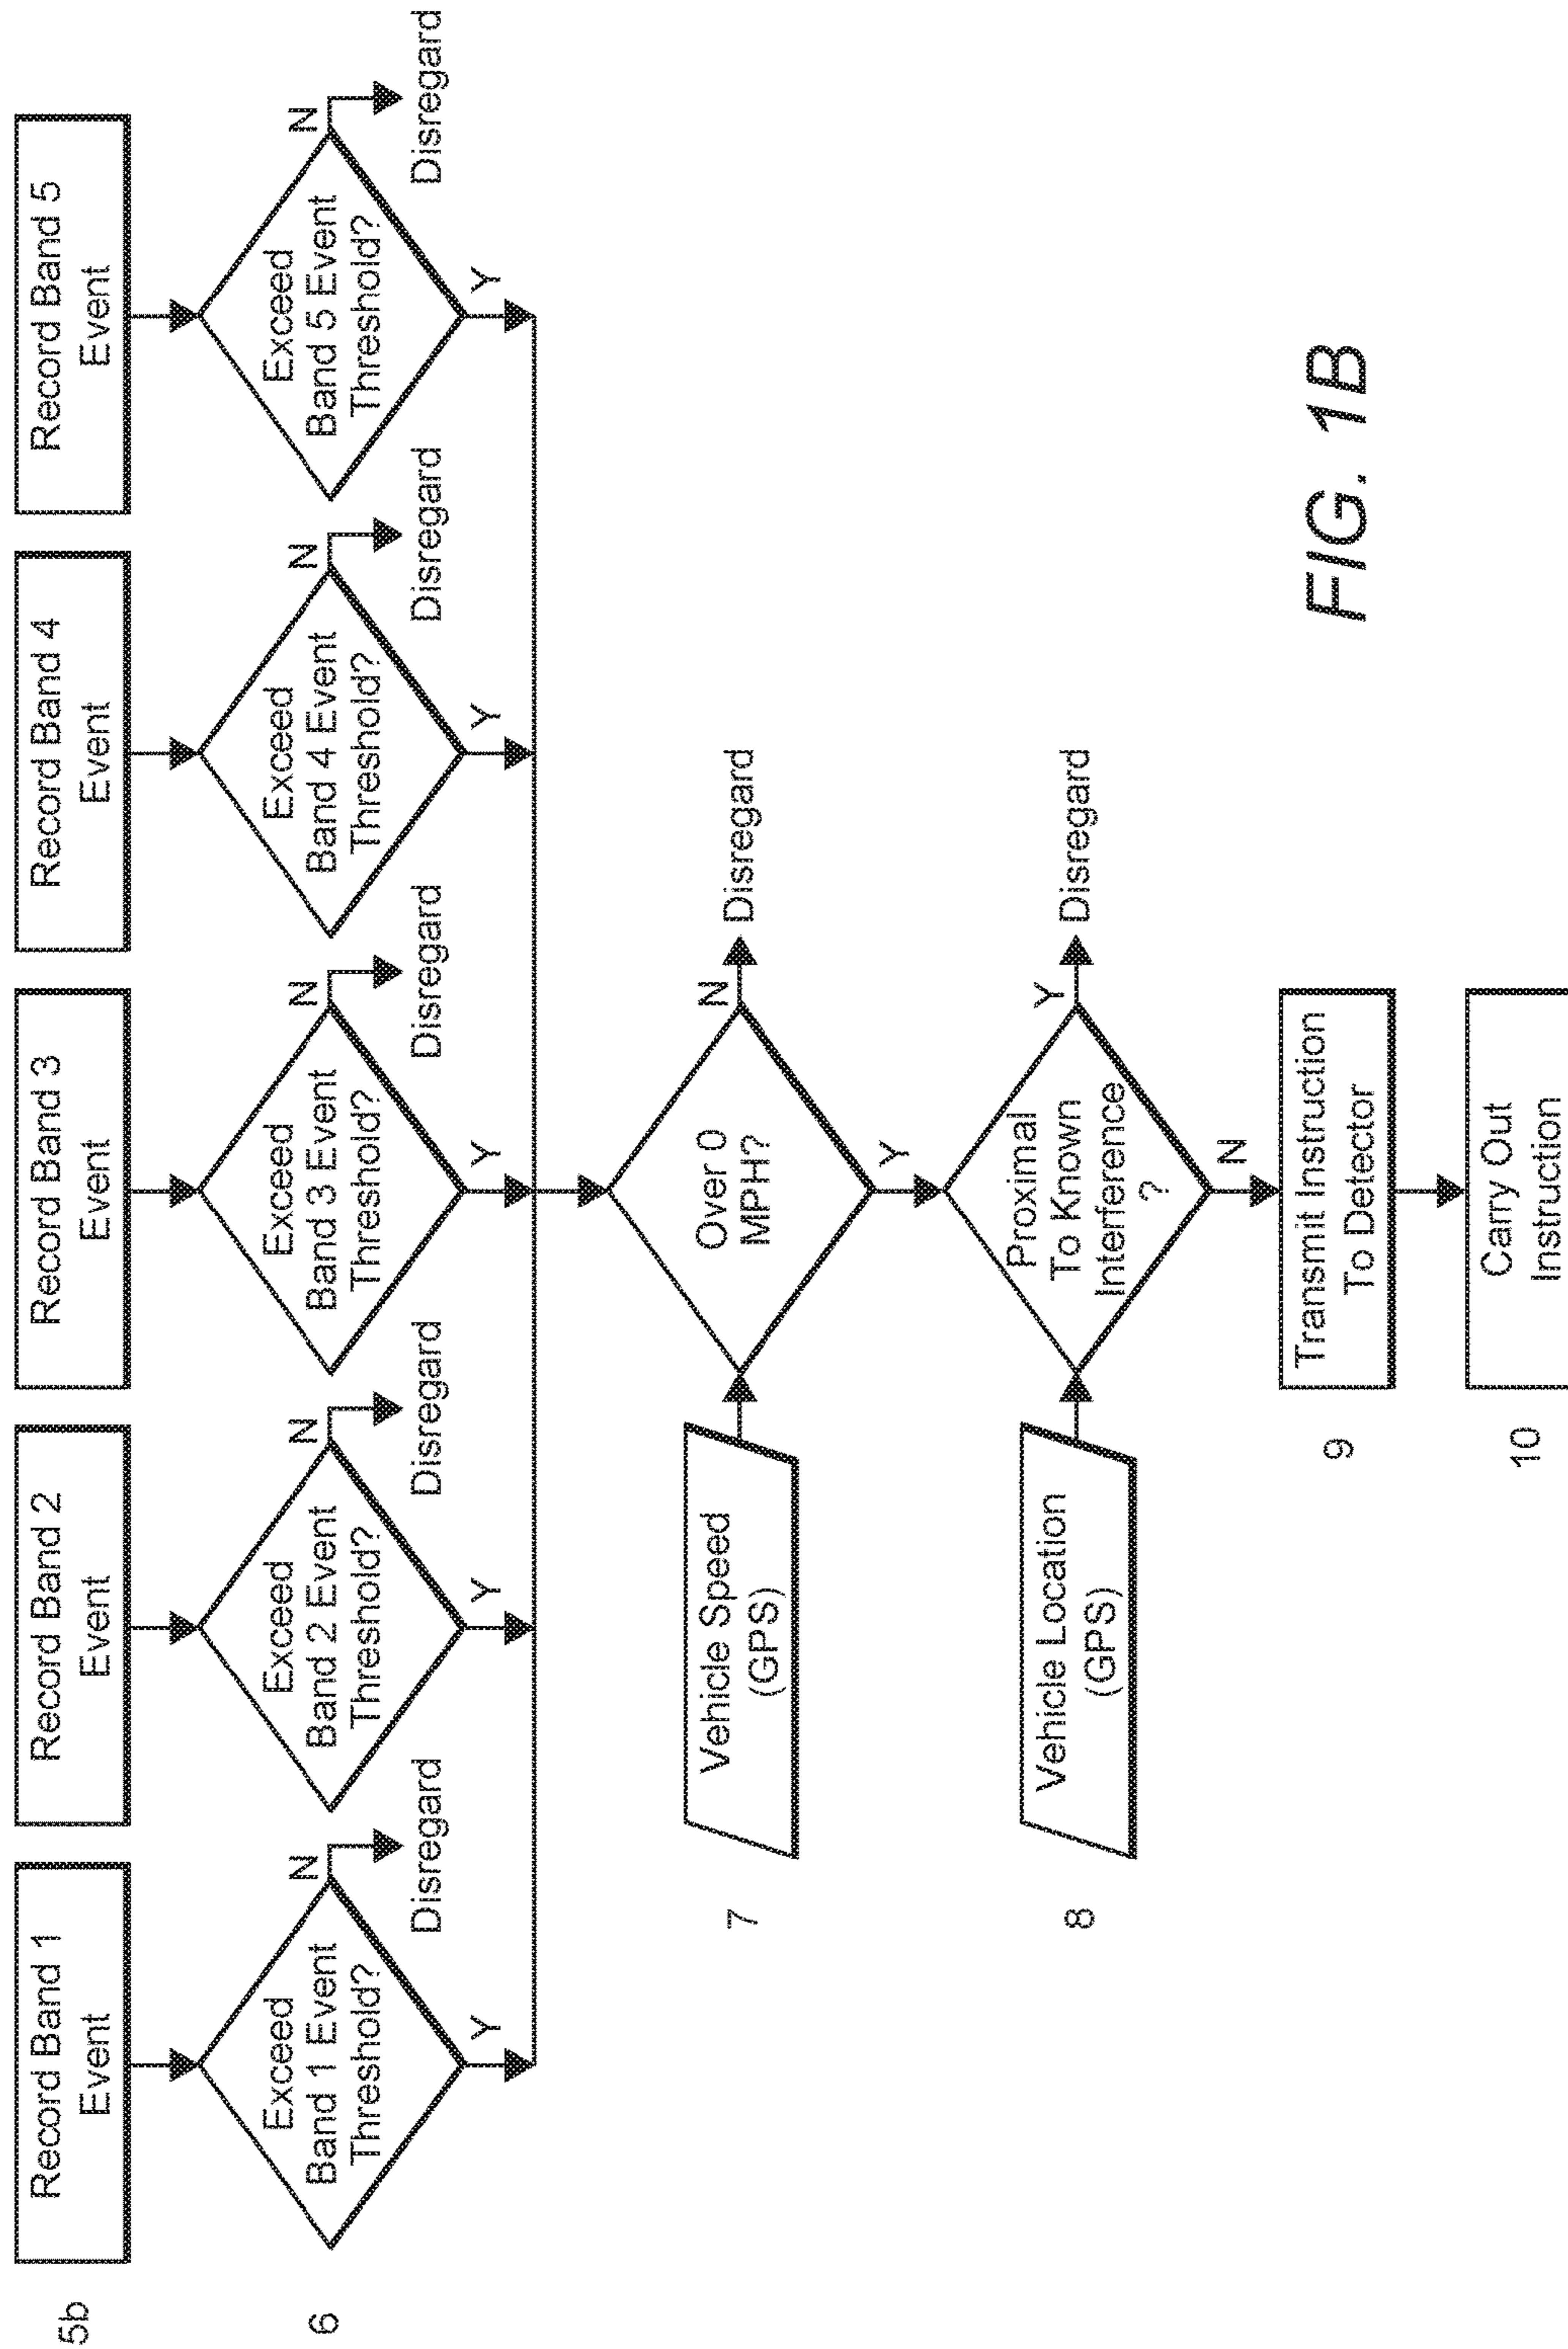 5b
Record Band 1
Event
Record Band 2
Event
Record Band 3
Event
Record Band 4
Event
Record Band 5
Event
6
Exceed
Band 1 Event
Threshold?
N
Disregard
Y
Exceed
Band 2 Event
Threshold?
N
Disregard
Y
Exceed
Band 3 Event
Threshold?
N
Disregard
Y
Exceed
Band 4 Event
Threshold?
N
Disregard
Y
Exceed
Band 5 Event
Threshold?
N
Disregard
Y
7
Vehicle Speed
(GPS)
Over 0
MPH?
N
Disregard
Y
8
Vehicle Location
(GPS)
Proximal
To Known
Interference
?
Y
Disregard
N
9
Transmit Instruction
To Detector
10
Carry Out
Instruction
FIG. 1B